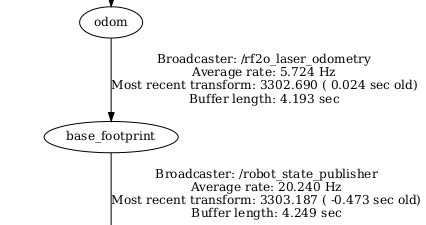 odom
Broadcaster: /rf2o_laser_odometry
Average rate: 5.724 Hz
Most recent transform: 3302.690 ( 0.024 sec old)
Buffer length: 4.193 sec
base_footprint
Broadcaster: /robot_state_publisher
Average rate: 20.240 Hz
Most recent transform: 3303.187 ( -0.473 sec old)
Buffer length: 4.249 sec